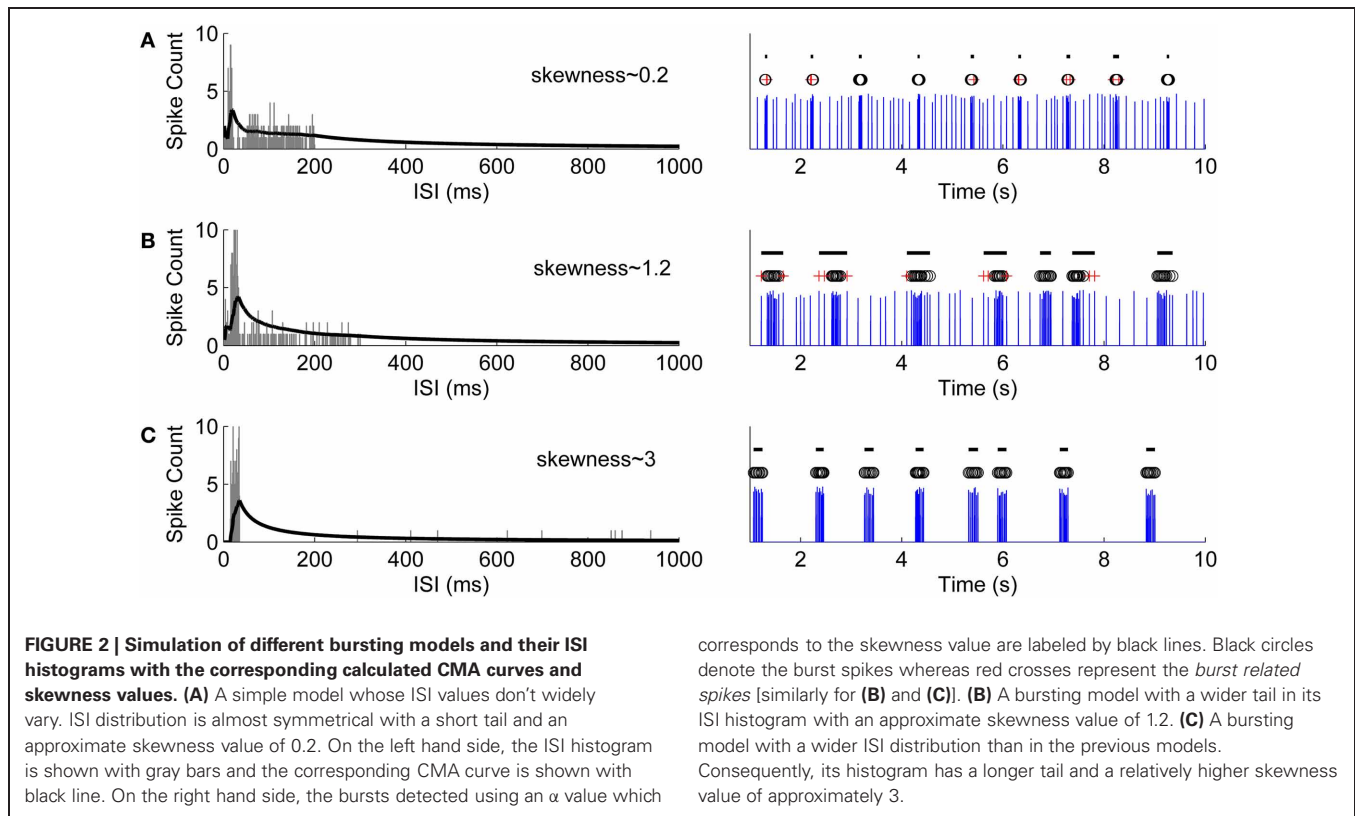 A
10
5
0
Spike Count
skewness~0.2
0 200 400 600 800 1000
ISI (ms)
2 4 6 8 10
Time (s)
B
10
5
0
Spike Count
skewness~1.2
0 200 400 600 800 1000
ISI (ms)
2 4 6 8 10
Time (s)
C
10
5
0
Spike Count
skewness~3
0 200 400 600 800 1000
ISI (ms)
2 4 6 8 10
Time (s)
FIGURE 2 | Simulation of different bursting models and their ISI
histograms with the corresponding calculated CMA curves and
skewness values. (A) A simple model whose ISI values don't widely
vary. ISI distribution is almost symmetrical with a short tail and an
approximate skewness value of 0.2. On the left hand side, the ISI histogram
is shown with gray bars and the corresponding CMA curve is shown with
black line. On the right hand side, the bursts detected using an α value which
corresponds to the skewness value are labeled by black lines. Black circles
denote the burst spikes whereas red crosses represent the burst related
spikes [similarly for (B) and (C)]. (B) A bursting model with a wider tail in its
ISI histogram with an approximate skewness value of 1.2. (C) A bursting
model with a wider ISI distribution than in the previous models.
Consequently, its histogram has a longer tail and a relatively higher skewness
value of approximately 3.